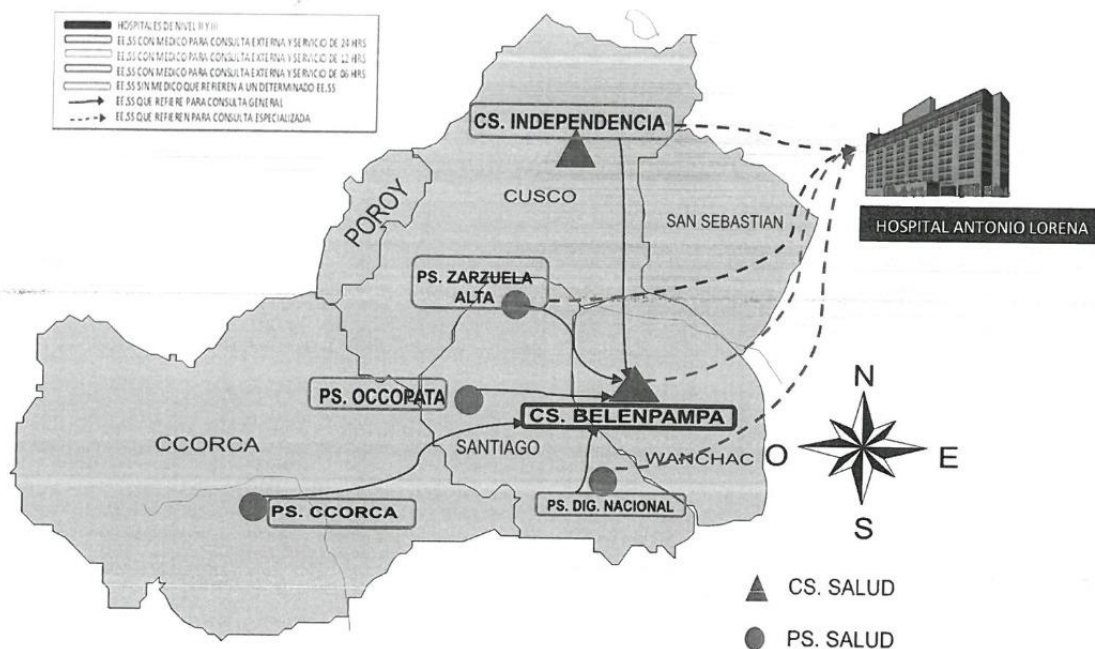 HOSPITALES DE NIVEL II Y III
EE.SS CON MEDICO PARA CONSULTA EXTERNA Y SERVICIO DE 24 HRS
EE.SS CON MEDICO PARA CONSULTA EXTERNA Y SERVICIO DE 12 HRS
EE.SS CON MEDICO PARA CONSULTA EXTERNA Y SERVICIO DE 06 HRS
EE.SS SIN MEDICO QUE REFIEREN A UN DETERMINADO EE.SS
EE.SS QUE REFIERE PARA CONSULTA GENERAL
EE.SS QUE REFIEREN PARA CONSULTA ESPECIALIZADA
CS. INDEPENDENCIA
CUSCO
POROY
SAN SEBASTIAN
HOSPITAL ANTONIO LORENA
PS. ZARZUELA
ALTA
PS. OCCOPATA
CS. BELENPAMPA
CCORCA
SANTIAGO
WANCHAC
PS. CCORCA
PS. DIG. NACIONAL
N
O
E
S
CS. SALUD
PS. SALUD